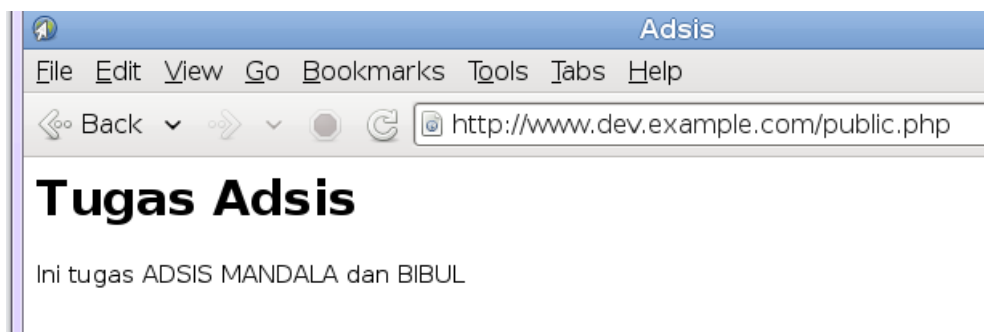 Adsis
File Edit View Go Bookmarks Tools Tabs Help
Back http://www.dev.example.com/public.php
Tugas Adsis
Ini tugas ADSIS MANDALA dan BIBUL